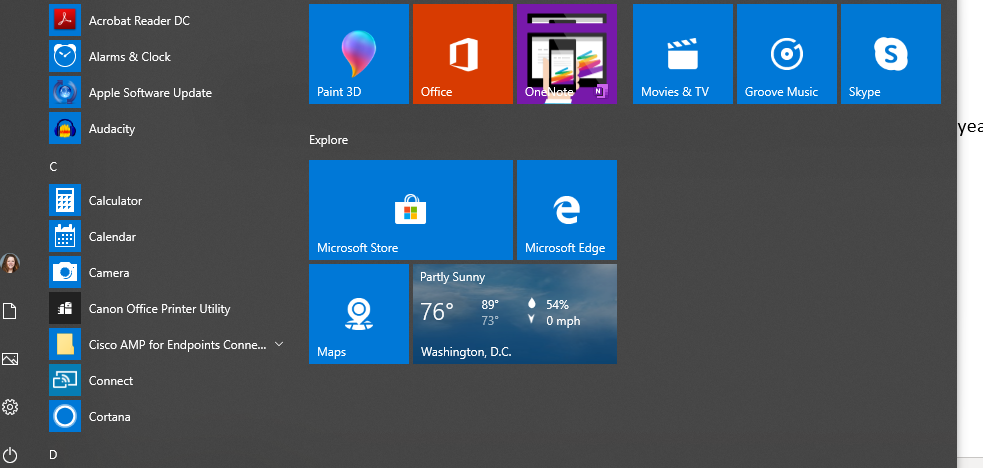 Acrobat Reader DC
Alarms & Clock
Apple Software Update
Audacity
C
Calculator
Calendar
Camera
Canon Office Printer Utility
Cisco AMP for Endpoints Conne...
Connect
Cortana
D
Paint 3D
Office
OneNote
Movies & TV
Groove Music
Skype
Explore
Microsoft Store
Microsoft Edge
Maps
Partly Sunny
76° 89° 54%
73° 0 mph
Washington, D.C.
yea